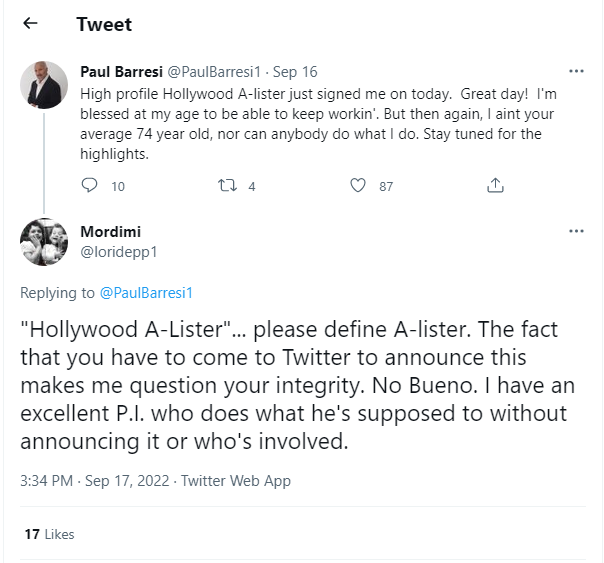 Tweet
Paul Barresi @PaulBarresi1 · Sep 16
High profile Hollywood A-lister just signed me on today.  Great day!  I'm
blessed at my age to be able to keep workin'. But then again, I aint your
average 74 year old, nor can anybody do what I do. Stay tuned for the
highlights.
10 4 87
Mordimi
@loridepp1
Replying to @PaulBarresi1
"Hollywood A-Lister"... please define A-lister. The fact
that you have to come to Twitter to announce this
makes me question your integrity. No Bueno. I have an
excellent P.I. who does what he's supposed to without
announcing it or who's involved.
3:34 PM · Sep 17, 2022 · Twitter Web App
17 Likes